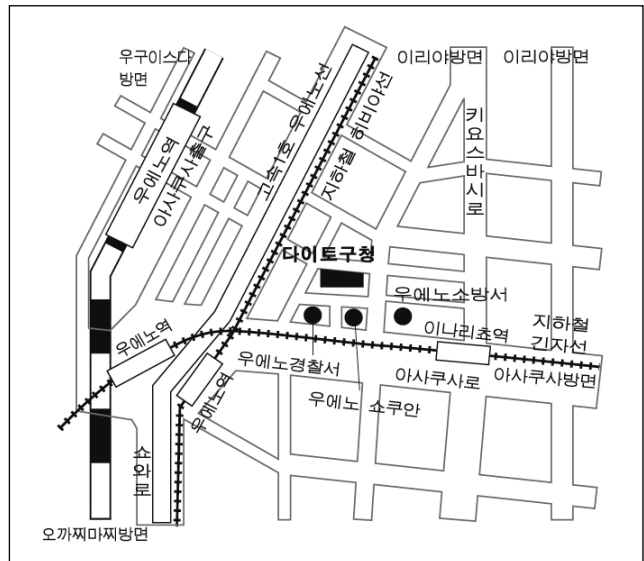 우구이스다
방면
이리야방면
이리야방면
고속1호 우에노선
지하철 히비야선
키요스바시로
우에노역
아사쿠사출구
다이토구청
우에노소방서
지하철
긴자선
이나리쵸역
우에노역
우에노경찰서
아사쿠사로
아사쿠사방면
우에노역
우에노 쇼쿠안
쇼와로
오까찌마찌방면